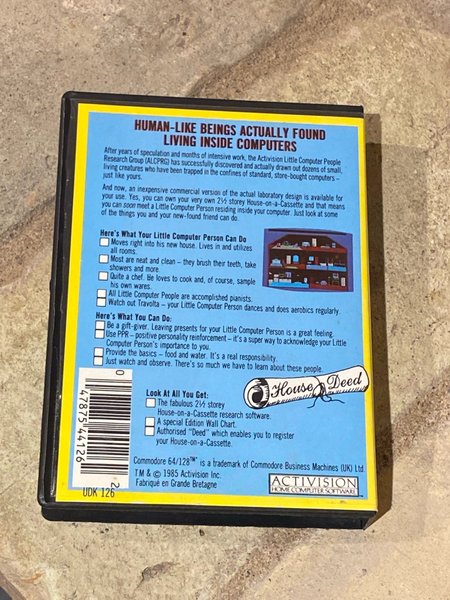 HUMAN-LIKE BEINGS ACTUALLY FOUND
LIVING INSIDE COMPUTERS
After years of speculation and months of intensive work, the Activision Little Computer People
Research Group (ALCPRG) has successfully discovered and actually drawn out dozens of small,
living creatures who have been trapped in the confines of standard, store-bought computers –
just like yours.
And now, an inexpensive commercial version of the actual laboratory design is available for
your use. Yes, you can own your very own 2½ storey House-on-a-Cassette and that means
you can soon meet a Little Computer Person residing inside your computer. Just look at some
of the things you and your new-found friend can do.
Here's What Your Little Computer Person Can Do
Moves right into his new house. Lives in and utilizes
all rooms.
Most are neat and clean – they brush their teeth, take
showers and more.
Quite a chef. Be likes to cook and, of course, sample
his own wares.
All Little Computer People are accomplished pianists.
Watch out Travolta – your Little Computer Person dances and does aerobics regularly.
Here's What You Can Do:
Be a gift-giver. Leaving presents for your Little Computer Person is a great feeling.
Use PPR – positive personality reinforcement – it's a super way to acknowledge your Little
Computer Person's importance to you.
Provide the basics – food and water. It's a real responsibility.
Just watch and observe. There's so much we have to learn about these people.
House Deed
Look At All You Get:
The fabulous 2½ storey
House-on-a-Cassette research software.
A special Edition Wall Chart.
Authorised "Deed" which enables you to register
your House-on-a-Cassette.
Commodore 64/128™ is a trademark of Commodore Business Machines (UK) Ltd.
TM & © 1985 Activision Inc.
Fabriqué en Grande Bretagne
ACTIVISION
HOME COMPUTER SOFTWARE
0
47875 44126
2
UDK 126